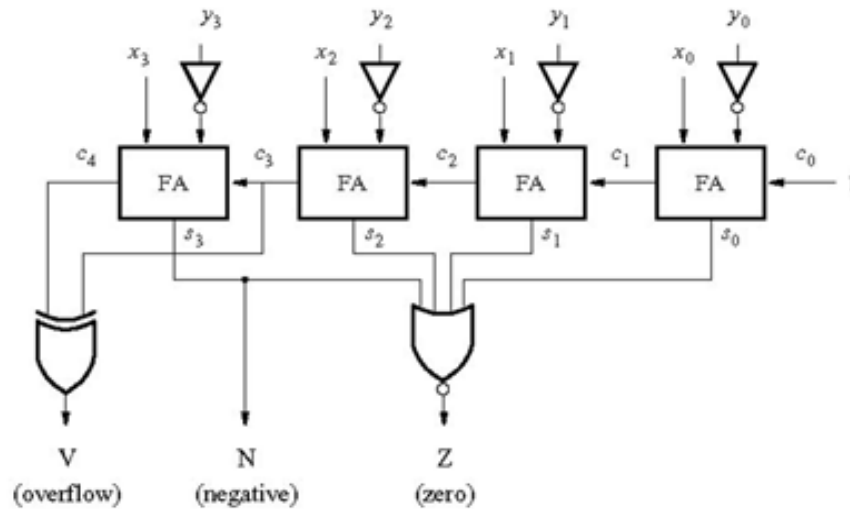 y3 y2 y1 y0
x3 x2 x1 x0
c4 FA c3 FA c2 FA c1 FA c0
s3 s2 s1 s0
V N Z
(overflow) (negative) (zero)